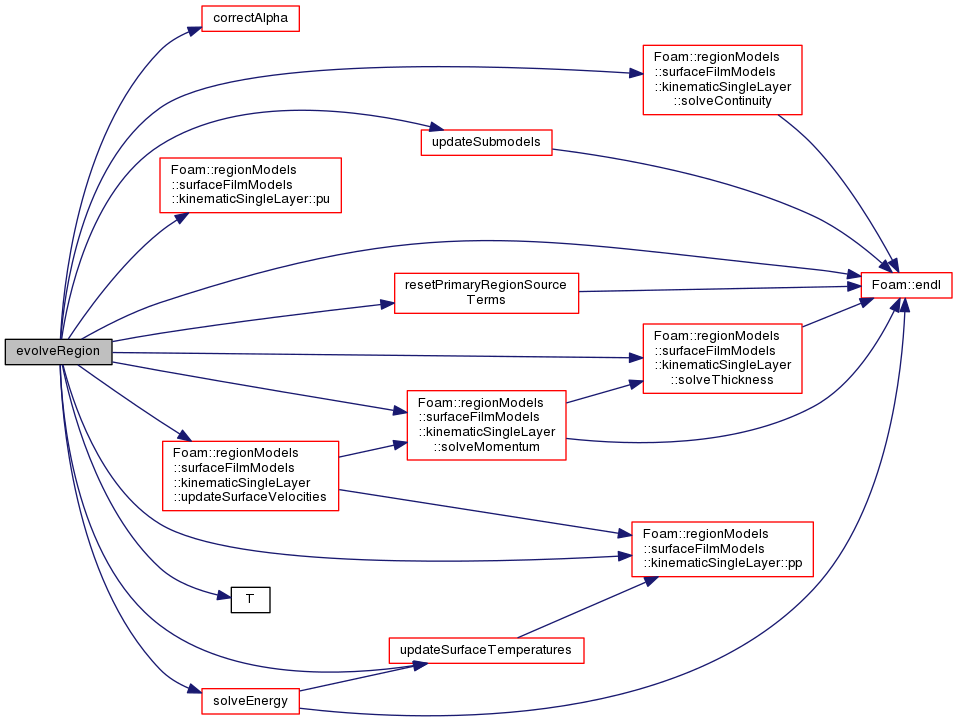 correctAlpha
Foam::regionModels
::surfaceFilmModels
::kinematicSingleLayer
::solveContinuity
updateSubmodels
Foam::regionModels
::surfaceFilmModels
::kinematicSingleLayer::pu
Foam::endl
resetPrimaryRegionSource
Terms
evolveRegion
Foam::regionModels
::surfaceFilmModels
::kinematicSingleLayer
::solveThickness
Foam::regionModels
::surfaceFilmModels
::kinematicSingleLayer
::solveMomentum
Foam::regionModels
::surfaceFilmModels
::kinematicSingleLayer
::updateSurfaceVelocities
Foam::regionModels
::surfaceFilmModels
::kinematicSingleLayer::pp
T
updateSurfaceTemperatures
solveEnergy